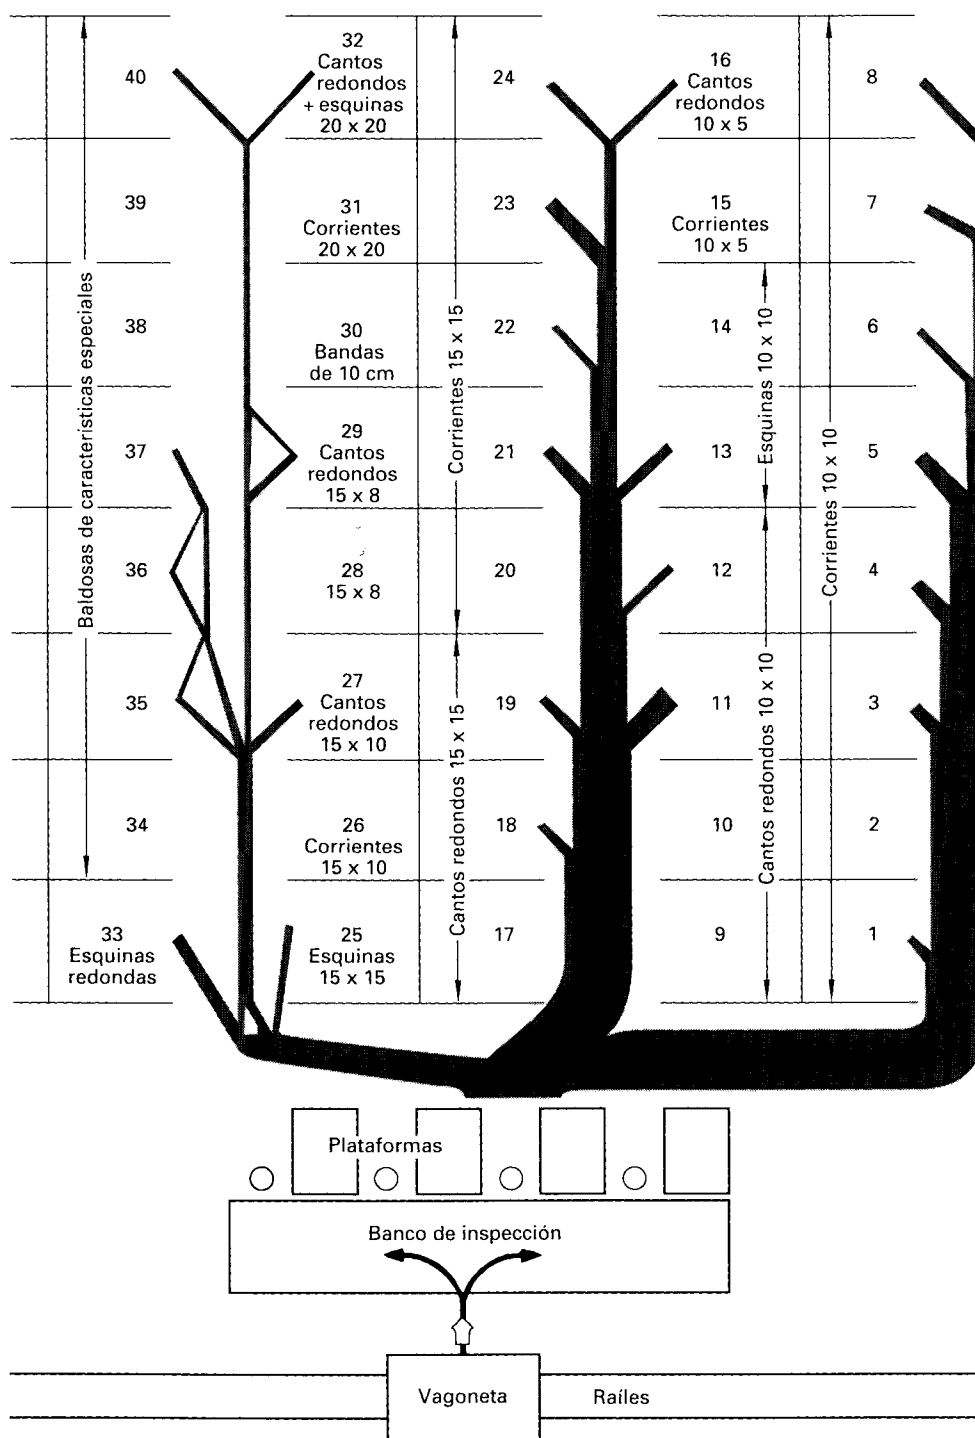 40
32
Cantos
redondos
+ esquinas
20 x 20
24
16
Cantos
redondos
10 x 5
8
39
31
Corrientes
20 x 20
23
15
Corrientes
10 x 5
7
Baldosas de características especiales
38
30
Bandas
de 10 cm
Corrientes 15 x 15
22
14
Esquinas 10 x 10
6
37
29
Cantos
redondos
15 x 8
21
13
Corrientes 10 x 10
5
36
28
15 x 8
20
12
4
35
27
Cantos
redondos
15 x 10
Cantos redondos 15 x 15
19
11
Cantos redondos 10 x 10
3
34
26
Corrientes
15 x 10
18
10
2
33
Esquinas
redondas
25
Esquinas
15 x 15
17
9
1
Plataformas
Banco de inspección
Vagoneta
Raíles